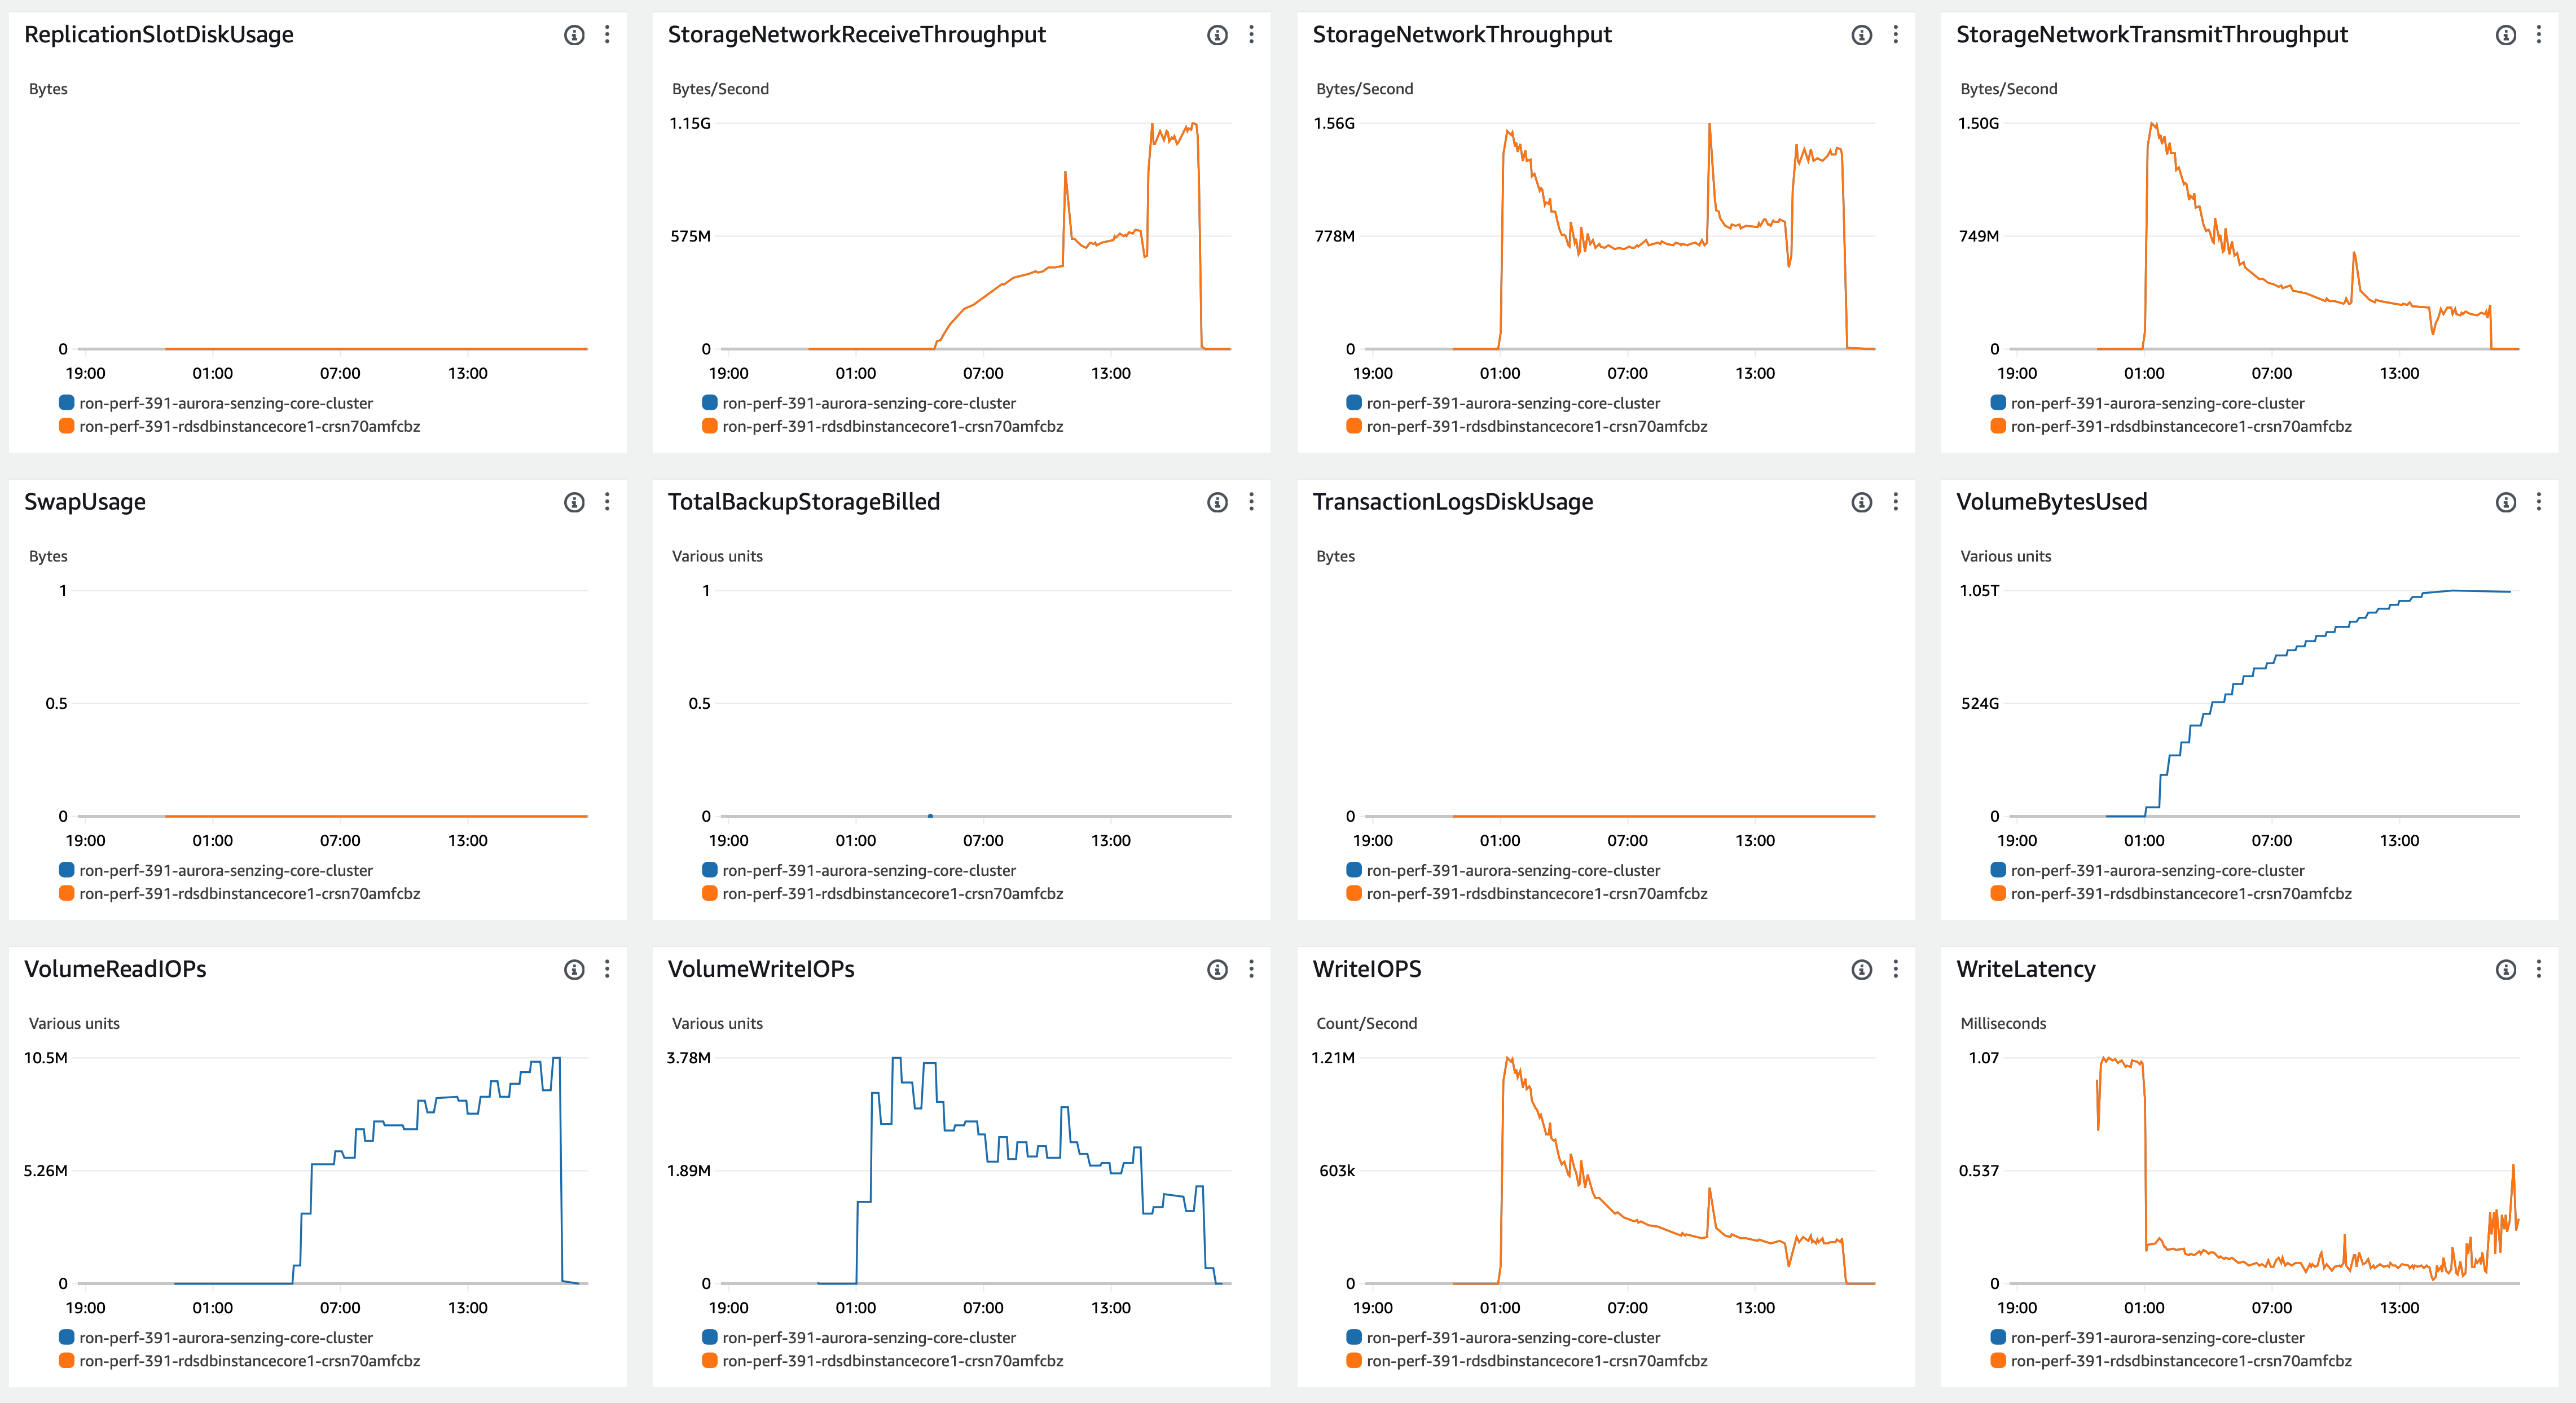 ReplicationSlotDiskUsage
Bytes
0
19:00 01:00 07:00 13:00
ron-perf-391-aurora-senzing-core-cluster
ron-perf-391-rdsdbinstancecore1-crsn70amfcbz
StorageNetworkReceiveThroughput
Bytes/Second
1.15G
575M
0
19:00 01:00 07:00 13:00
ron-perf-391-aurora-senzing-core-cluster
ron-perf-391-rdsdbinstancecore1-crsn70amfcbz
StorageNetworkThroughput
Bytes/Second
1.56G
778M
0
19:00 01:00 07:00 13:00
ron-perf-391-aurora-senzing-core-cluster
ron-perf-391-rdsdbinstancecore1-crsn70amfcbz
StorageNetworkTransmitThroughput
Bytes/Second
1.50G
749M
0
19:00 01:00 07:00 13:00
ron-perf-391-aurora-senzing-core-cluster
ron-perf-391-rdsdbinstancecore1-crsn70amfcbz
SwapUsage
Bytes
1
0.5
0
19:00 01:00 07:00 13:00
ron-perf-391-aurora-senzing-core-cluster
ron-perf-391-rdsdbinstancecore1-crsn70amfcbz
TotalBackupStorageBilled
Various units
1
0.5
0
19:00 01:00 07:00 13:00
ron-perf-391-aurora-senzing-core-cluster
ron-perf-391-rdsdbinstancecore1-crsn70amfcbz
TransactionLogsDiskUsage
Bytes
0
19:00 01:00 07:00 13:00
ron-perf-391-aurora-senzing-core-cluster
ron-perf-391-rdsdbinstancecore1-crsn70amfcbz
VolumeBytesUsed
Various units
1.05T
524G
0
19:00 01:00 07:00 13:00
ron-perf-391-aurora-senzing-core-cluster
ron-perf-391-rdsdbinstancecore1-crsn70amfcbz
VolumeReadIOPs
Various units
10.5M
5.26M
0
19:00 01:00 07:00 13:00
ron-perf-391-aurora-senzing-core-cluster
ron-perf-391-rdsdbinstancecore1-crsn70amfcbz
VolumeWriteIOPs
Various units
3.78M
1.89M
0
19:00 01:00 07:00 13:00
ron-perf-391-aurora-senzing-core-cluster
ron-perf-391-rdsdbinstancecore1-crsn70amfcbz
WriteIOPS
Count/Second
1.21M
603k
0
19:00 01:00 07:00 13:00
ron-perf-391-aurora-senzing-core-cluster
ron-perf-391-rdsdbinstancecore1-crsn70amfcbz
WriteLatency
Milliseconds
1.07
0.537
0
19:00 01:00 07:00 13:00
ron-perf-391-aurora-senzing-core-cluster
ron-perf-391-rdsdbinstancecore1-crsn70amfcbz